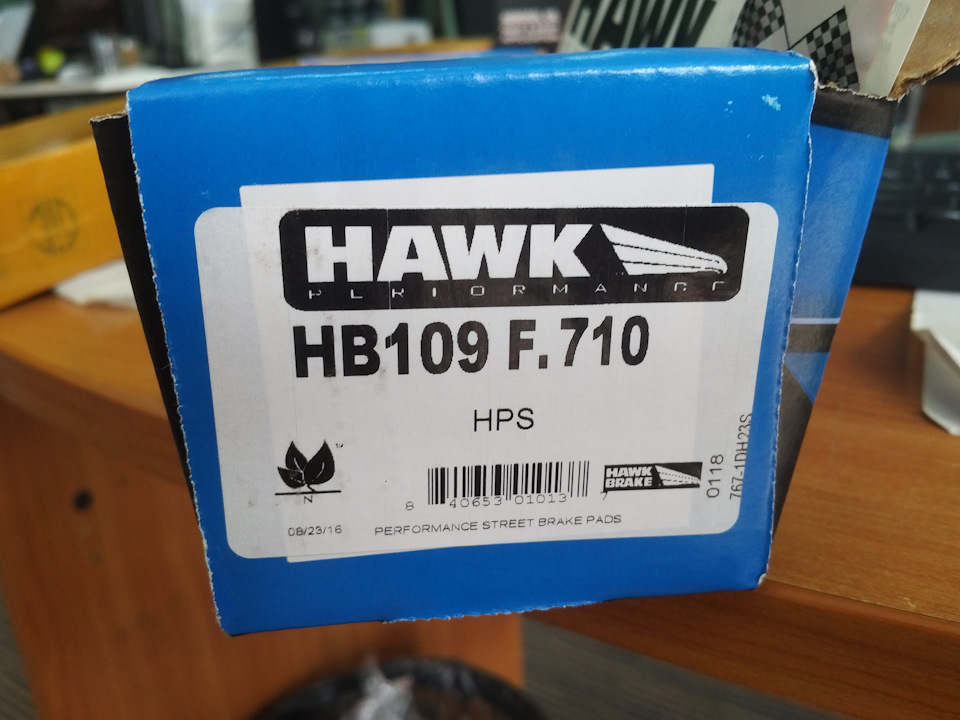 HAWK
HAWK
PERFORMANCE
HB109 F.710
HPS
N
8 40653 01013 7
HAWK
BRAKE
0118
767-1DH23S
08/23/16
PERFORMANCE STREET BRAKE PADS